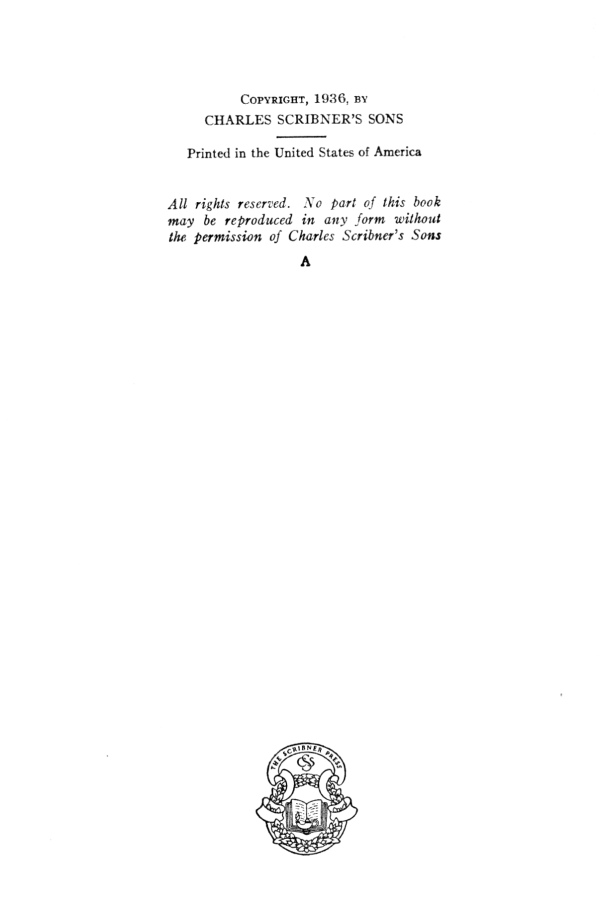 COPYRIGHT, 1936, BY
CHARLES SCRIBNER'S SONS
Printed in the United States of America
All rights reserved. No part of this book
may be reproduced in any form without
the permission of Charles Scribner's Sons
A
THE SCRIBNER PRESS
CSS